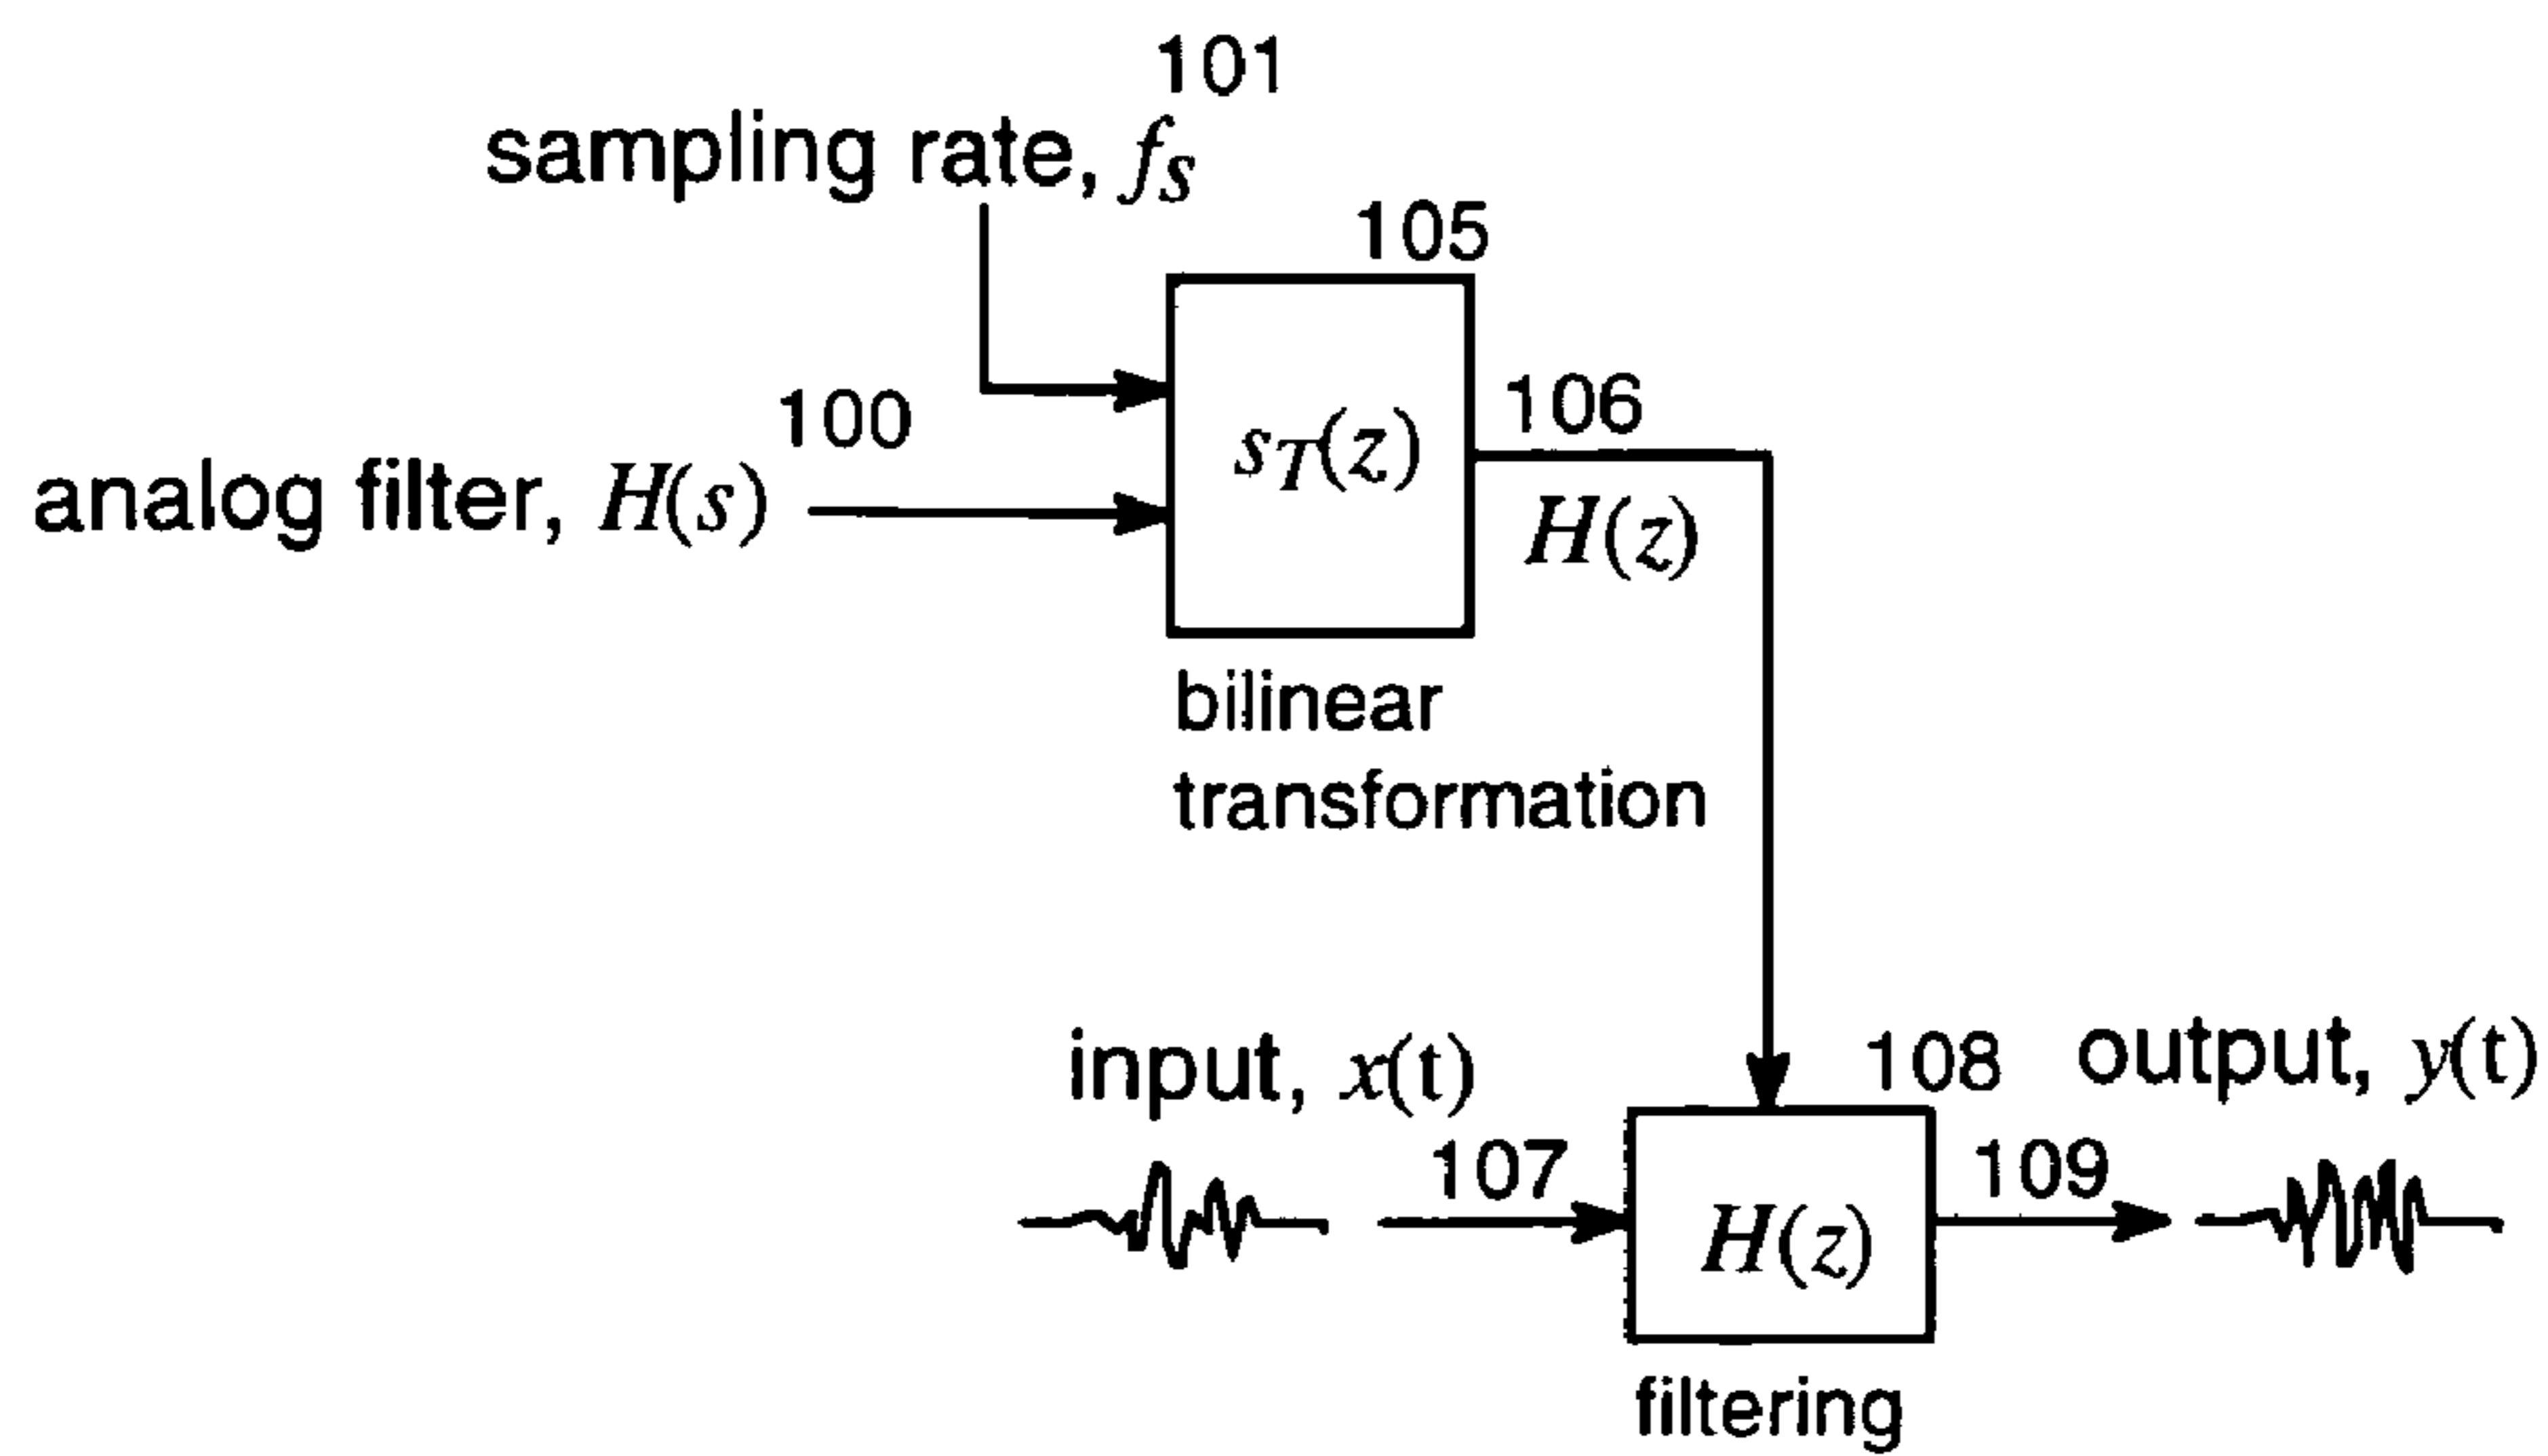 101
sampling rate, fs
105
100
106
sT(z)
analog filter, H(s)
H(z)
bilinear
transformation
input, x(t)
108
output, y(t)
107
109
H(z)
filtering